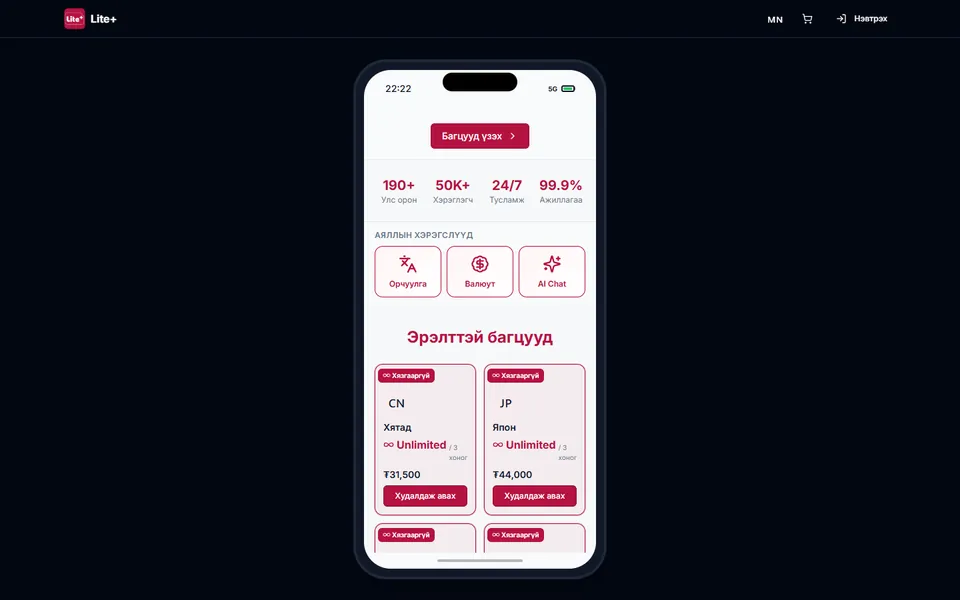 Lite+ Lite+ MN Нэвтрэх
22:22 5G
Багцууд үзэх
190+ 50K+ 24/7 99.9%
Улс орон Хэрэглэгч Тусламж Ажиллагаа
АЯЛЛЫН ХЭРЭГСЛҮҮД
Орчуулга Валюут AI Chat
Эрэлттэй багцууд
∞ Хязгааргүй ∞ Хязгааргүй
CN JP
Хятад Япон
∞ Unlimited / 3 хоног ∞ Unlimited / 3 хоног
₮31,500 ₮44,000
Худалдаж авах Худалдаж авах
∞ Хязгааргүй ∞ Хязгааргүй